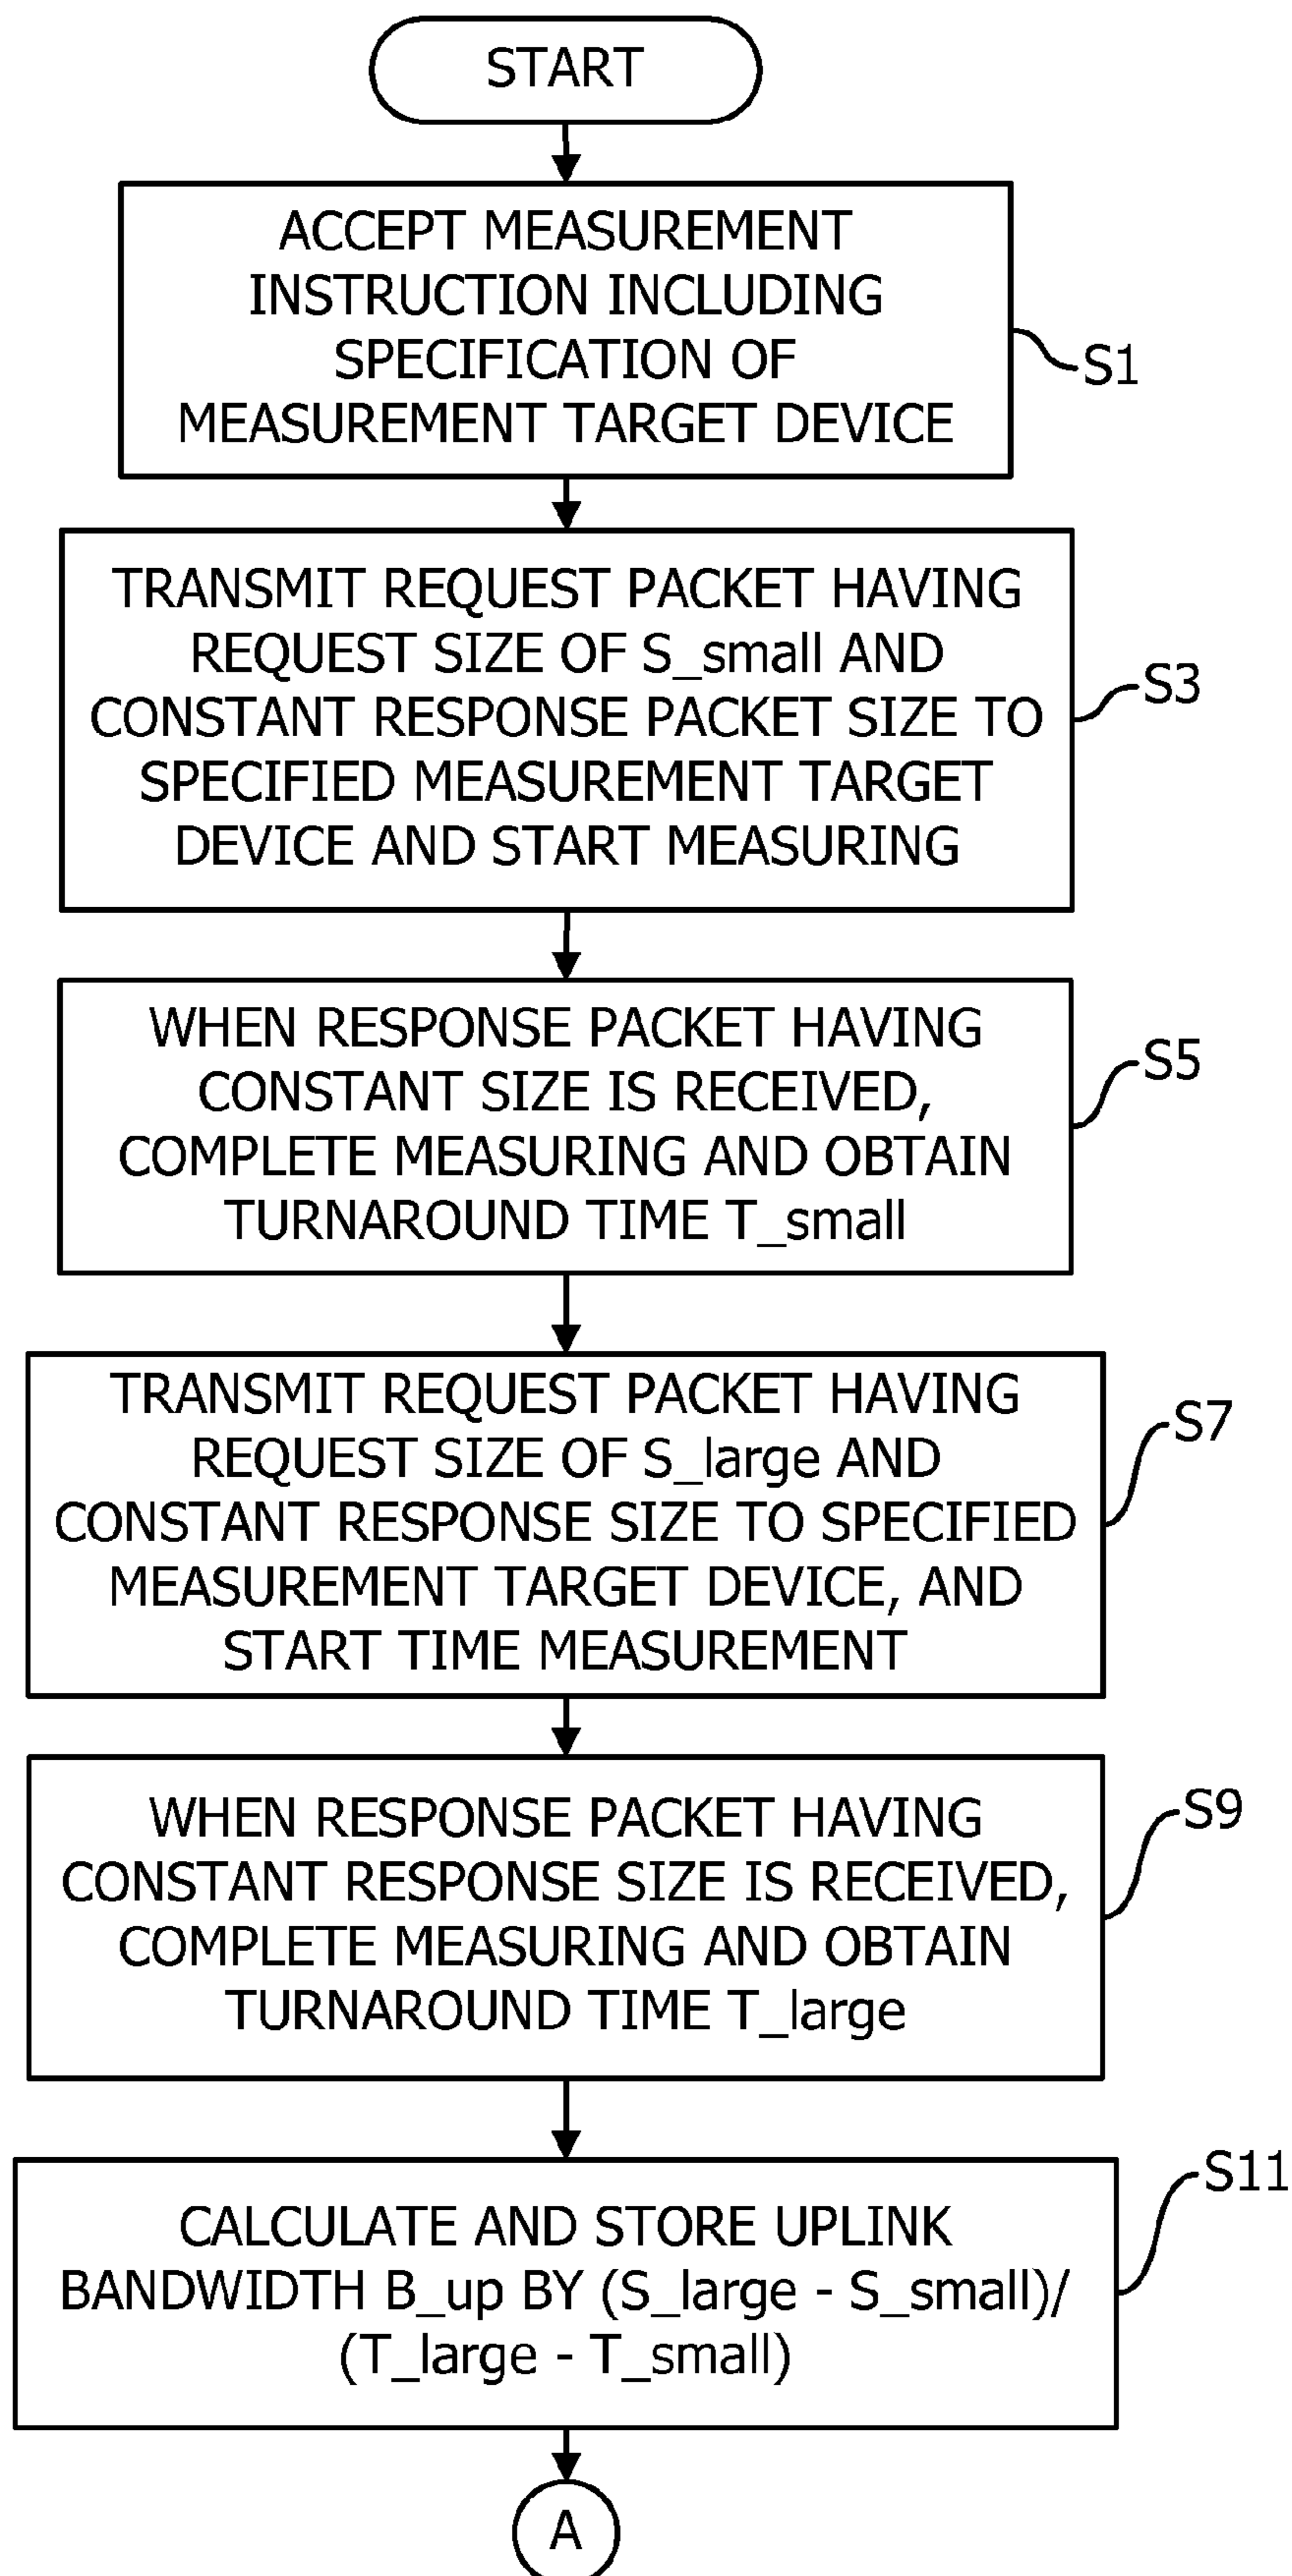 START
ACCEPT MEASUREMENT
INSTRUCTION INCLUDING
SPECIFICATION OF
MEASUREMENT TARGET DEVICE
S1
TRANSMIT REQUEST PACKET HAVING
REQUEST SIZE OF S_small AND
CONSTANT RESPONSE PACKET SIZE TO
SPECIFIED MEASUREMENT TARGET
DEVICE AND START MEASURING
S3
WHEN RESPONSE PACKET HAVING
CONSTANT SIZE IS RECEIVED,
COMPLETE MEASURING AND OBTAIN
TURNAROUND TIME T_small
S5
TRANSMIT REQUEST PACKET HAVING
REQUEST SIZE OF S_large AND
CONSTANT RESPONSE SIZE TO SPECIFIED
MEASUREMENT TARGET DEVICE, AND
START TIME MEASUREMENT
S7
WHEN RESPONSE PACKET HAVING
CONSTANT RESPONSE SIZE IS RECEIVED,
COMPLETE MEASURING AND OBTAIN
TURNAROUND TIME T_large
S9
CALCULATE AND STORE UPLINK
BANDWIDTH B_up BY (S_large - S_small)/
(T_large - T_small)
S11
A